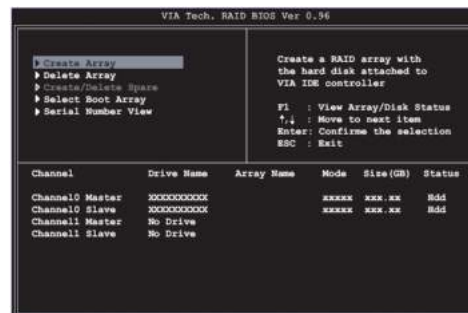 VIA Tech. RAID BIOS Ver 0.96
Create Array
Delete Array
Create/Delete Spare
Select Boot Array
Serial Number View
Create a RAID array with
the hard disk attached to
VIA IDE controller
F1 : View Array/Disk Status
↑,↓ : Move to next item
Enter: Confirme the selection
ESC : Exit
Channel Drive Name Array Name Mode Size(GB) Status
Channel0 Master XXXXXXXXXX xxxxx xxx.xx Hdd
Channel0 Slave XXXXXXXXXX xxxxx xxx.xx Hdd
Channel1 Master No Drive
Channel1 Slave No Drive